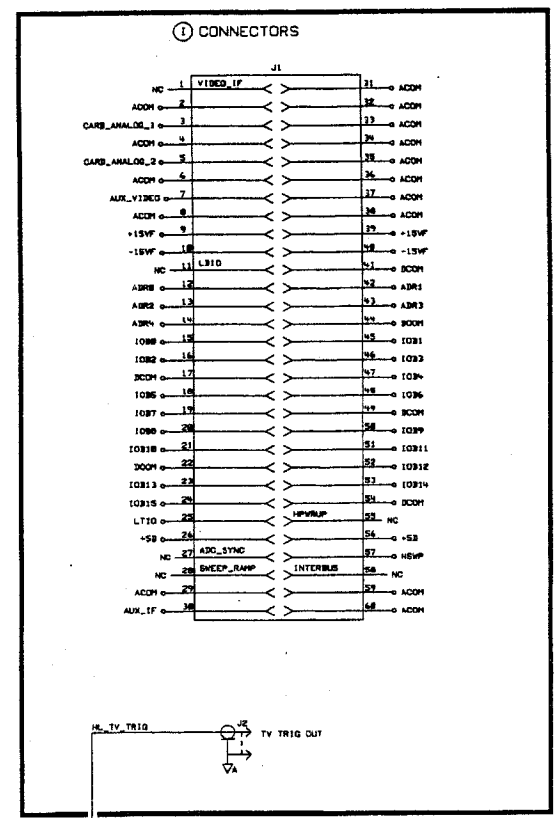 I CONNECTORS
J1
NC 1 VIDEO_IF 31 ACOM
ACOM 2 32 ACOM
CARD_ANALOG_1 3 33 ACOM
ACOM 4 34 ACOM
CARD_ANALOG_2 5 35 ACOM
ACOM 6 36 ACOM
AUX_VIDEO 7 37 ACOM
ACOM 8 38 ACOM
+15VF 9 39 +15VF
-15VF 10 40 -15VF
NC 11 LBIO 41 DCOM
ADR0 12 42 ADR1
ADR2 13 43 ADR3
ADR4 14 44 DCOM
IOB0 15 45 IOB1
IOB2 16 46 IOB3
DCOM 17 47 IOB4
IOB5 18 48 IOB6
IOB7 19 49 DCOM
IOB8 20 50 IOB9
IOB10 21 51 IOB11
DCOM 22 52 IOB12
IOB13 23 53 IOB14
IOB15 24 54 DCOM
LTIO 25 HPWRUP 55 NC
+5B 26 56 +5B
NC 27 ADC_SYNC 57 HSWP
NC 28 SWEEP_RAMP INTERBUS 58 NC
ACOM 29 59 ACOM
AUX_IF 30 60 ACOM
HL_TV_TRIG J2 TV TRIG OUT
A